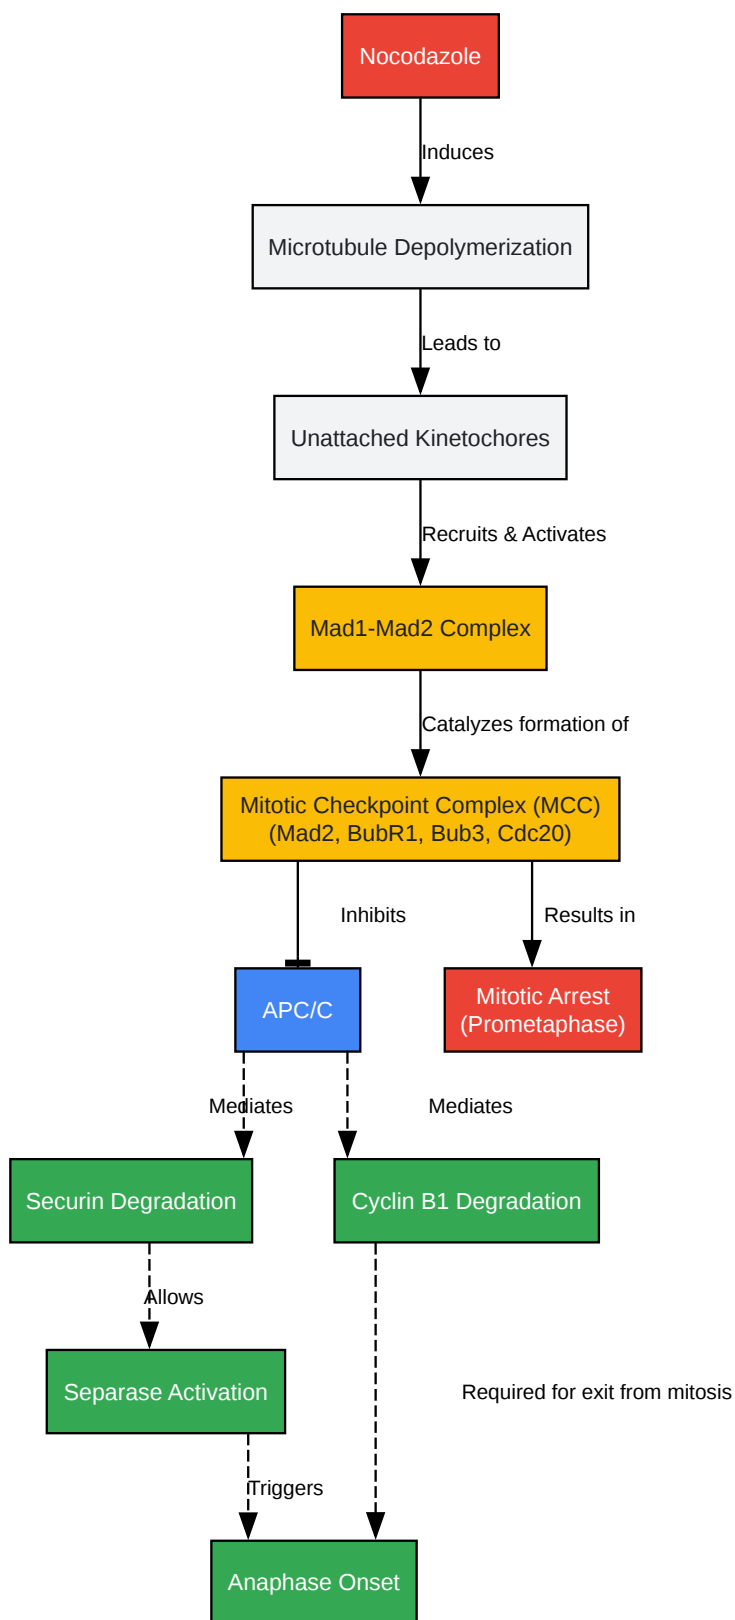 Nocodazole
Induces
Microtubule Depolymerization
Leads to
Unattached Kinetochores
Recruits & Activates
Mad1-Mad2 Complex
Catalyzes formation of
Mitotic Checkpoint Complex (MCC)
(Mad2, BubR1, Bub3, Cdc20)
Inhibits
Results in
APC/C
Mitotic Arrest
(Prometaphase)
Mediates
Mediates
Securin Degradation
Cyclin B1 Degradation
Allows
Separase Activation
Required for exit from mitosis
Triggers
Anaphase Onset